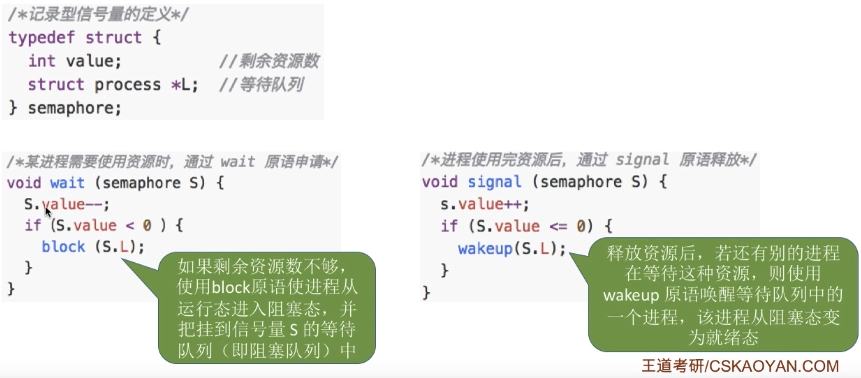 /*记录型信号量的定义*/
typedef struct {
int value; //剩余资源数
struct process *L; //等待队列
} semaphore;
/*某进程需要使用资源时，通过 wait 原语申请*/
void wait (semaphore S) {
S.value--;
if (S.value < 0 ) {
block (S.L);
}
}
如果剩余资源数不够，
使用block原语使进程从
运行态进入阻塞态，并
把挂到信号量 S 的等待
队列（即阻塞队列）中
/*进程使用完资源后，通过 signal 原语释放*/
void signal (semaphore S) {
s.value++;
if (S.value <= 0) {
wakeup(S.L);
}
}
释放资源后，若还有别的进程
在等待这种资源，则使用
wakeup 原语唤醒等待队列中的
一个进程，该进程从阻塞态变
为就绪态
王道考研/CSKAOYAN.COM